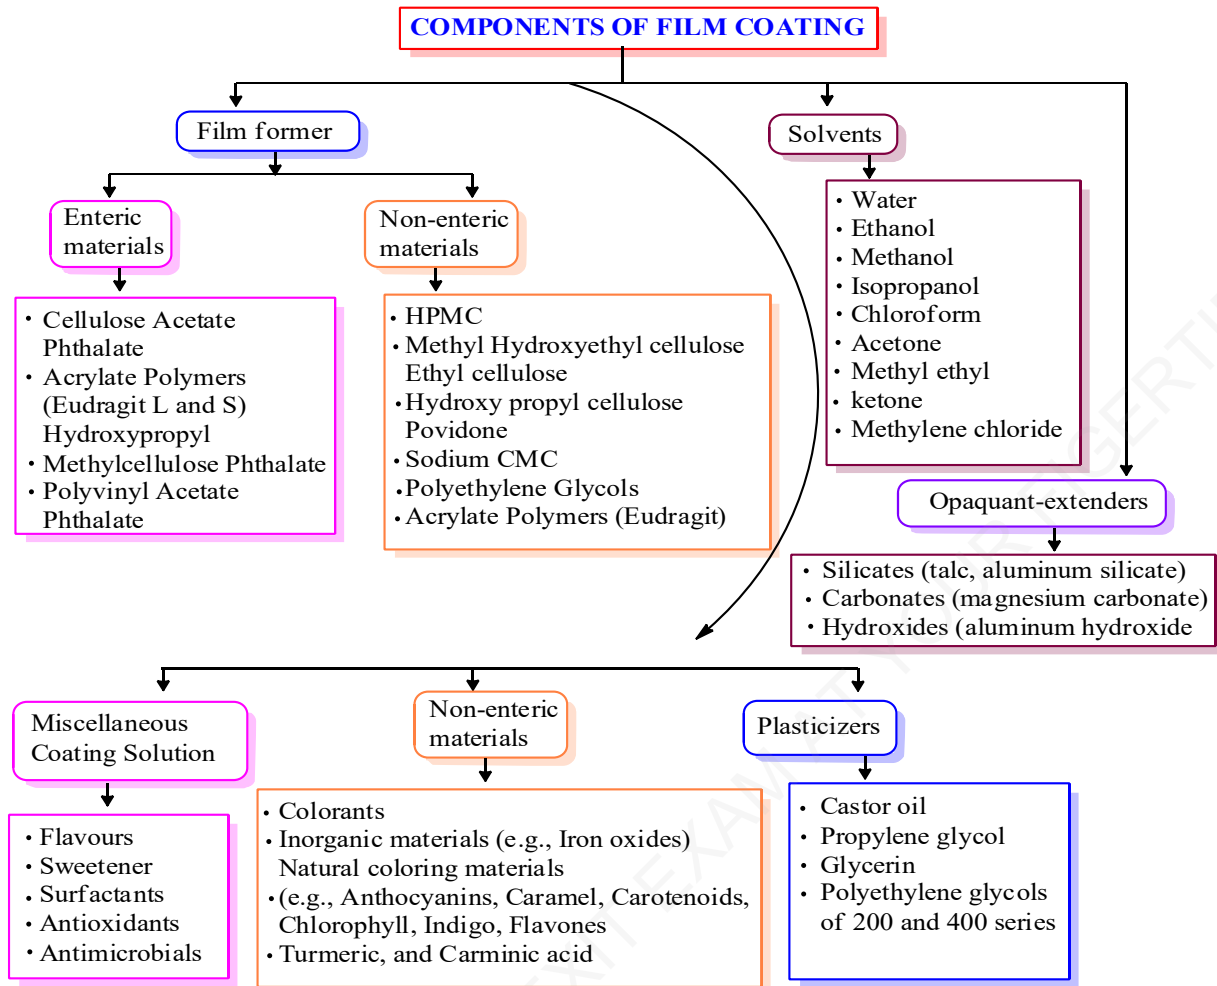 COMPONENTS OF FILM COATING
Film former
Solvents
Enteric
materials
Non-enteric
materials
• Water
• Ethanol
• Methanol
• Isopropanol
• Chloroform
• Acetone
• Methyl ethyl
• ketone
• Methylene chloride
• Cellulose Acetate
Phthalate
• Acrylate Polymers
(Eudragit L and S)
Hydroxypropyl
• Methylcellulose Phthalate
• Polyvinyl Acetate
Phthalate
• HPMC
• Methyl Hydroxyethyl cellulose
Ethyl cellulose
• Hydroxy propyl cellulose
Povidone
• Sodium CMC
• Polyethylene Glycols
• Acrylate Polymers (Eudragit)
Opaquant-extenders
• Silicates (talc, aluminum silicate)
• Carbonates (magnesium carbonate)
• Hydroxides (aluminum hydroxide
Miscellaneous
Coating Solution
Non-enteric
materials
Plasticizers
• Flavours
• Sweetener
• Surfactants
• Antioxidants
• Antimicrobials
• Colorants
• Inorganic materials (e.g., Iron oxides)
Natural coloring materials
• (e.g., Anthocyanins, Caramel, Carotenoids,
Chlorophyll, Indigo, Flavones
• Turmeric, and Carminic acid
• Castor oil
• Propylene glycol
• Glycerin
• Polyethylene glycols
of 200 and 400 series
EXIT EXAM AT YOUR FIGERTI